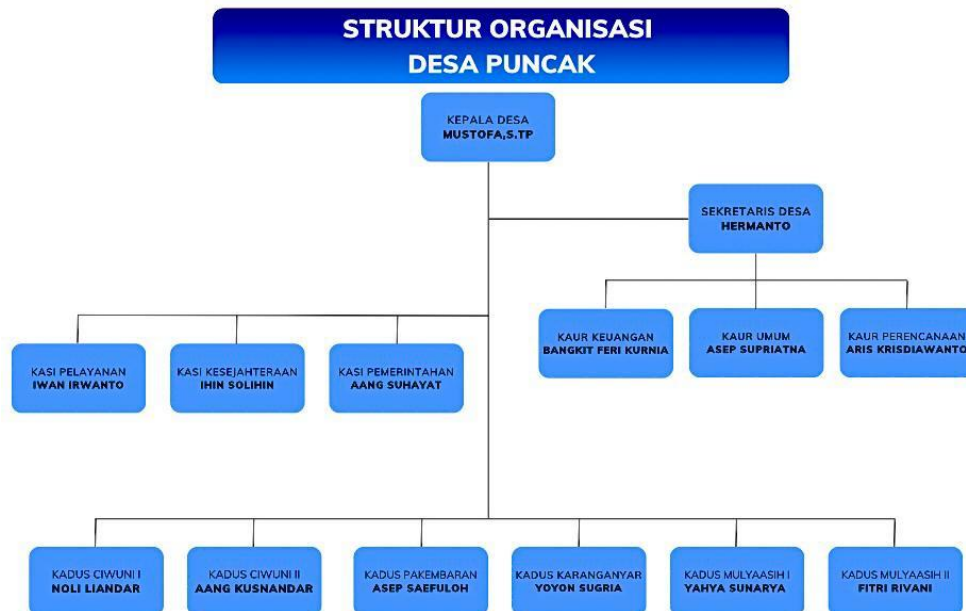 STRUKTUR ORGANISASI
DESA PUNCAK
KEPALA DESA
MUSTOFA,S.TP
SEKRETARIS DESA
HERMANTO
KAUR KEUANGAN
BANGKIT FERI KURNIA
KAUR UMUM
ASEP SUPRIATNA
KAUR PERENCANAAN
ARIS KRISDIAWANTO
KASI PELAYANAN
IWAN IRWANTO
KASI KESEJAHTERAAN
IHIN SOLIHIN
KASI PEMERINTAHAN
AANG SUHAYAT
KADUS CIWUNI I
NOLI LIANDAR
KADUS CIWUNI II
AANG KUSNANDAR
KADUS PAKEMBARAN
ASEP SAEFULOH
KADUS KARANGANYAR
YOYON SUGRIA
KADUS MULYAASIH I
YAHYA SUNARYA
KADUS MULYAASIH II
FITRI RIVANI